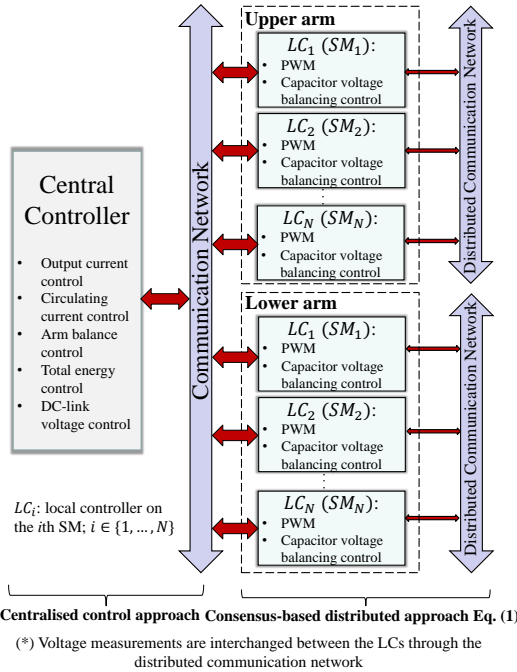 Upper arm
LC₁ (SM₁):
• PWM
• Capacitor voltage
balancing control
LC₂ (SM₂):
• PWM
• Capacitor voltage
balancing control
LC_N (SM_N):
• PWM
• Capacitor voltage
balancing control
Distributed Communication Network
Communication Network
Central
Controller
• Output current
control
• Circulating
current control
• Arm balance
control
• Total energy
control
• DC-link
voltage control
Lower arm
LC₁ (SM₁):
• PWM
• Capacitor voltage
balancing control
LC₂ (SM₂):
• PWM
• Capacitor voltage
balancing control
LC_N (SM_N):
• PWM
• Capacitor voltage
balancing control
Distributed Communication Network
LCᵢ: local controller on
the ith SM; i ∈ {1, … , N}
Centralised control approach
Consensus-based distributed approach Eq. (1)
(*) Voltage measurements are interchanged between the LCs through the
distributed communication network